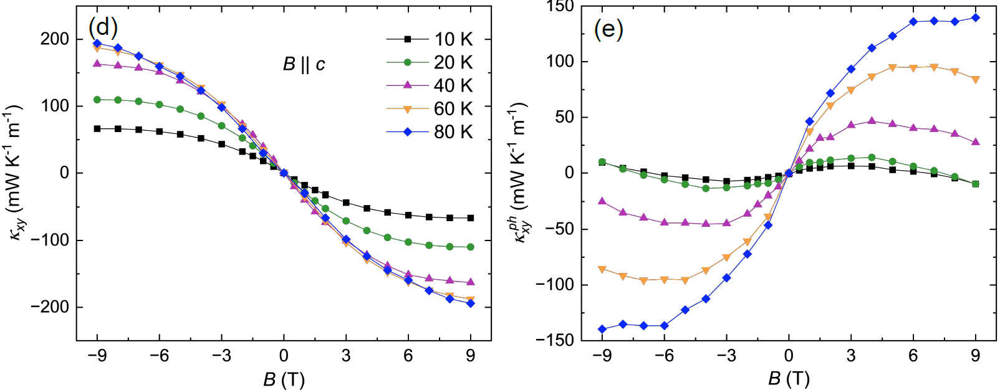 (d)
B || c
10 K
20 K
40 K
60 K
80 K
200
100
0
−100
−200
κxy (mW K-1 m-1)
−9 −6 −3 0 3 6 9
B (T)
(e)
150
100
50
0
−50
−100
−150
κxyph (mW K-1 m-1)
−9 −6 −3 0 3 6 9
B (T)